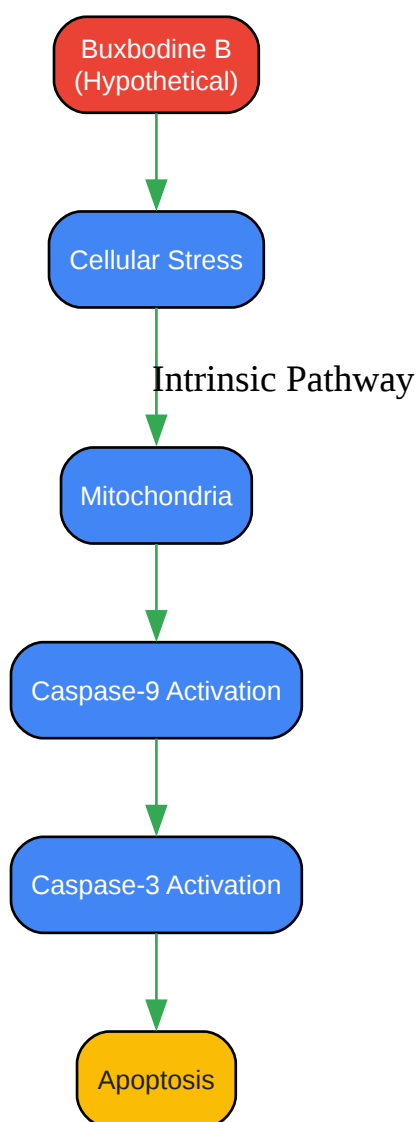 Buxbodine B
(Hypothetical)
Cellular Stress
Intrinsic Pathway
Mitochondria
Caspase-9 Activation
Caspase-3 Activation
Apoptosis